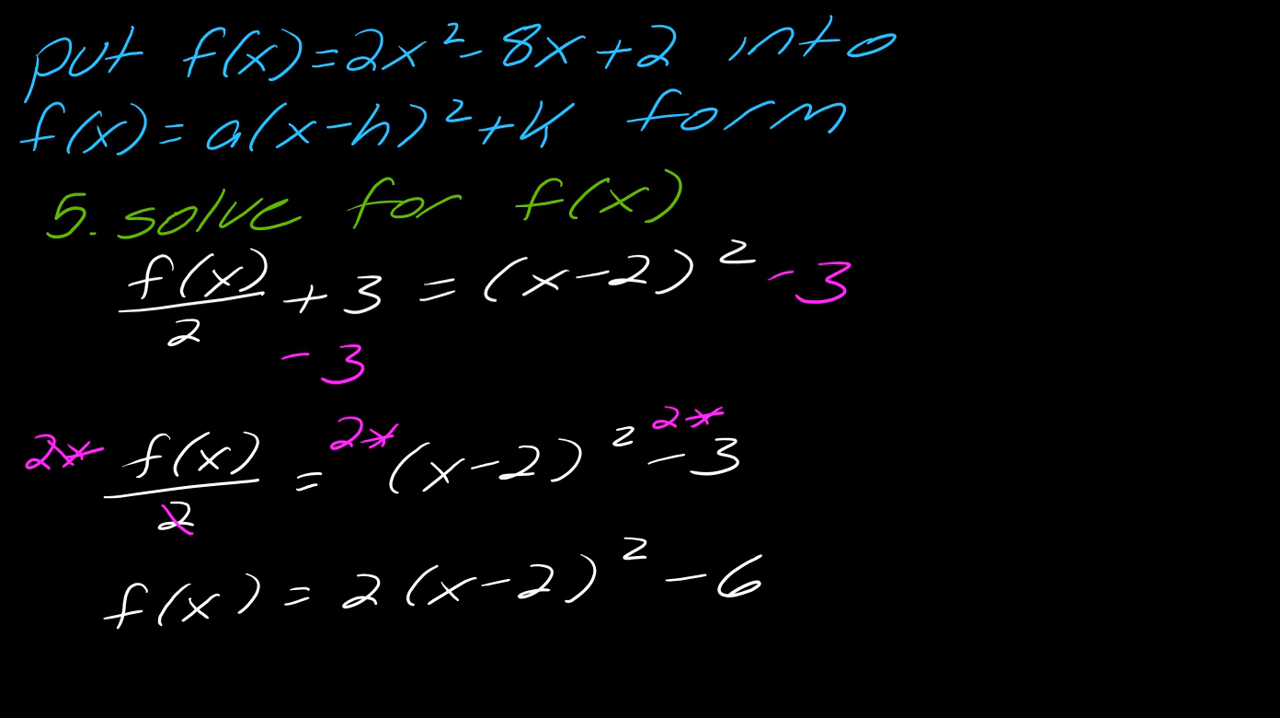 put f(x)=2x²-8x+2 into
f(x)=a(x-h)²+k form
5. solve for f(x)
f(x)/2 + 3 = (x-2)² -3
-3
2* f(x)/2 = 2* (x-2)² 2* -3
f(x) = 2(x-2)² -6